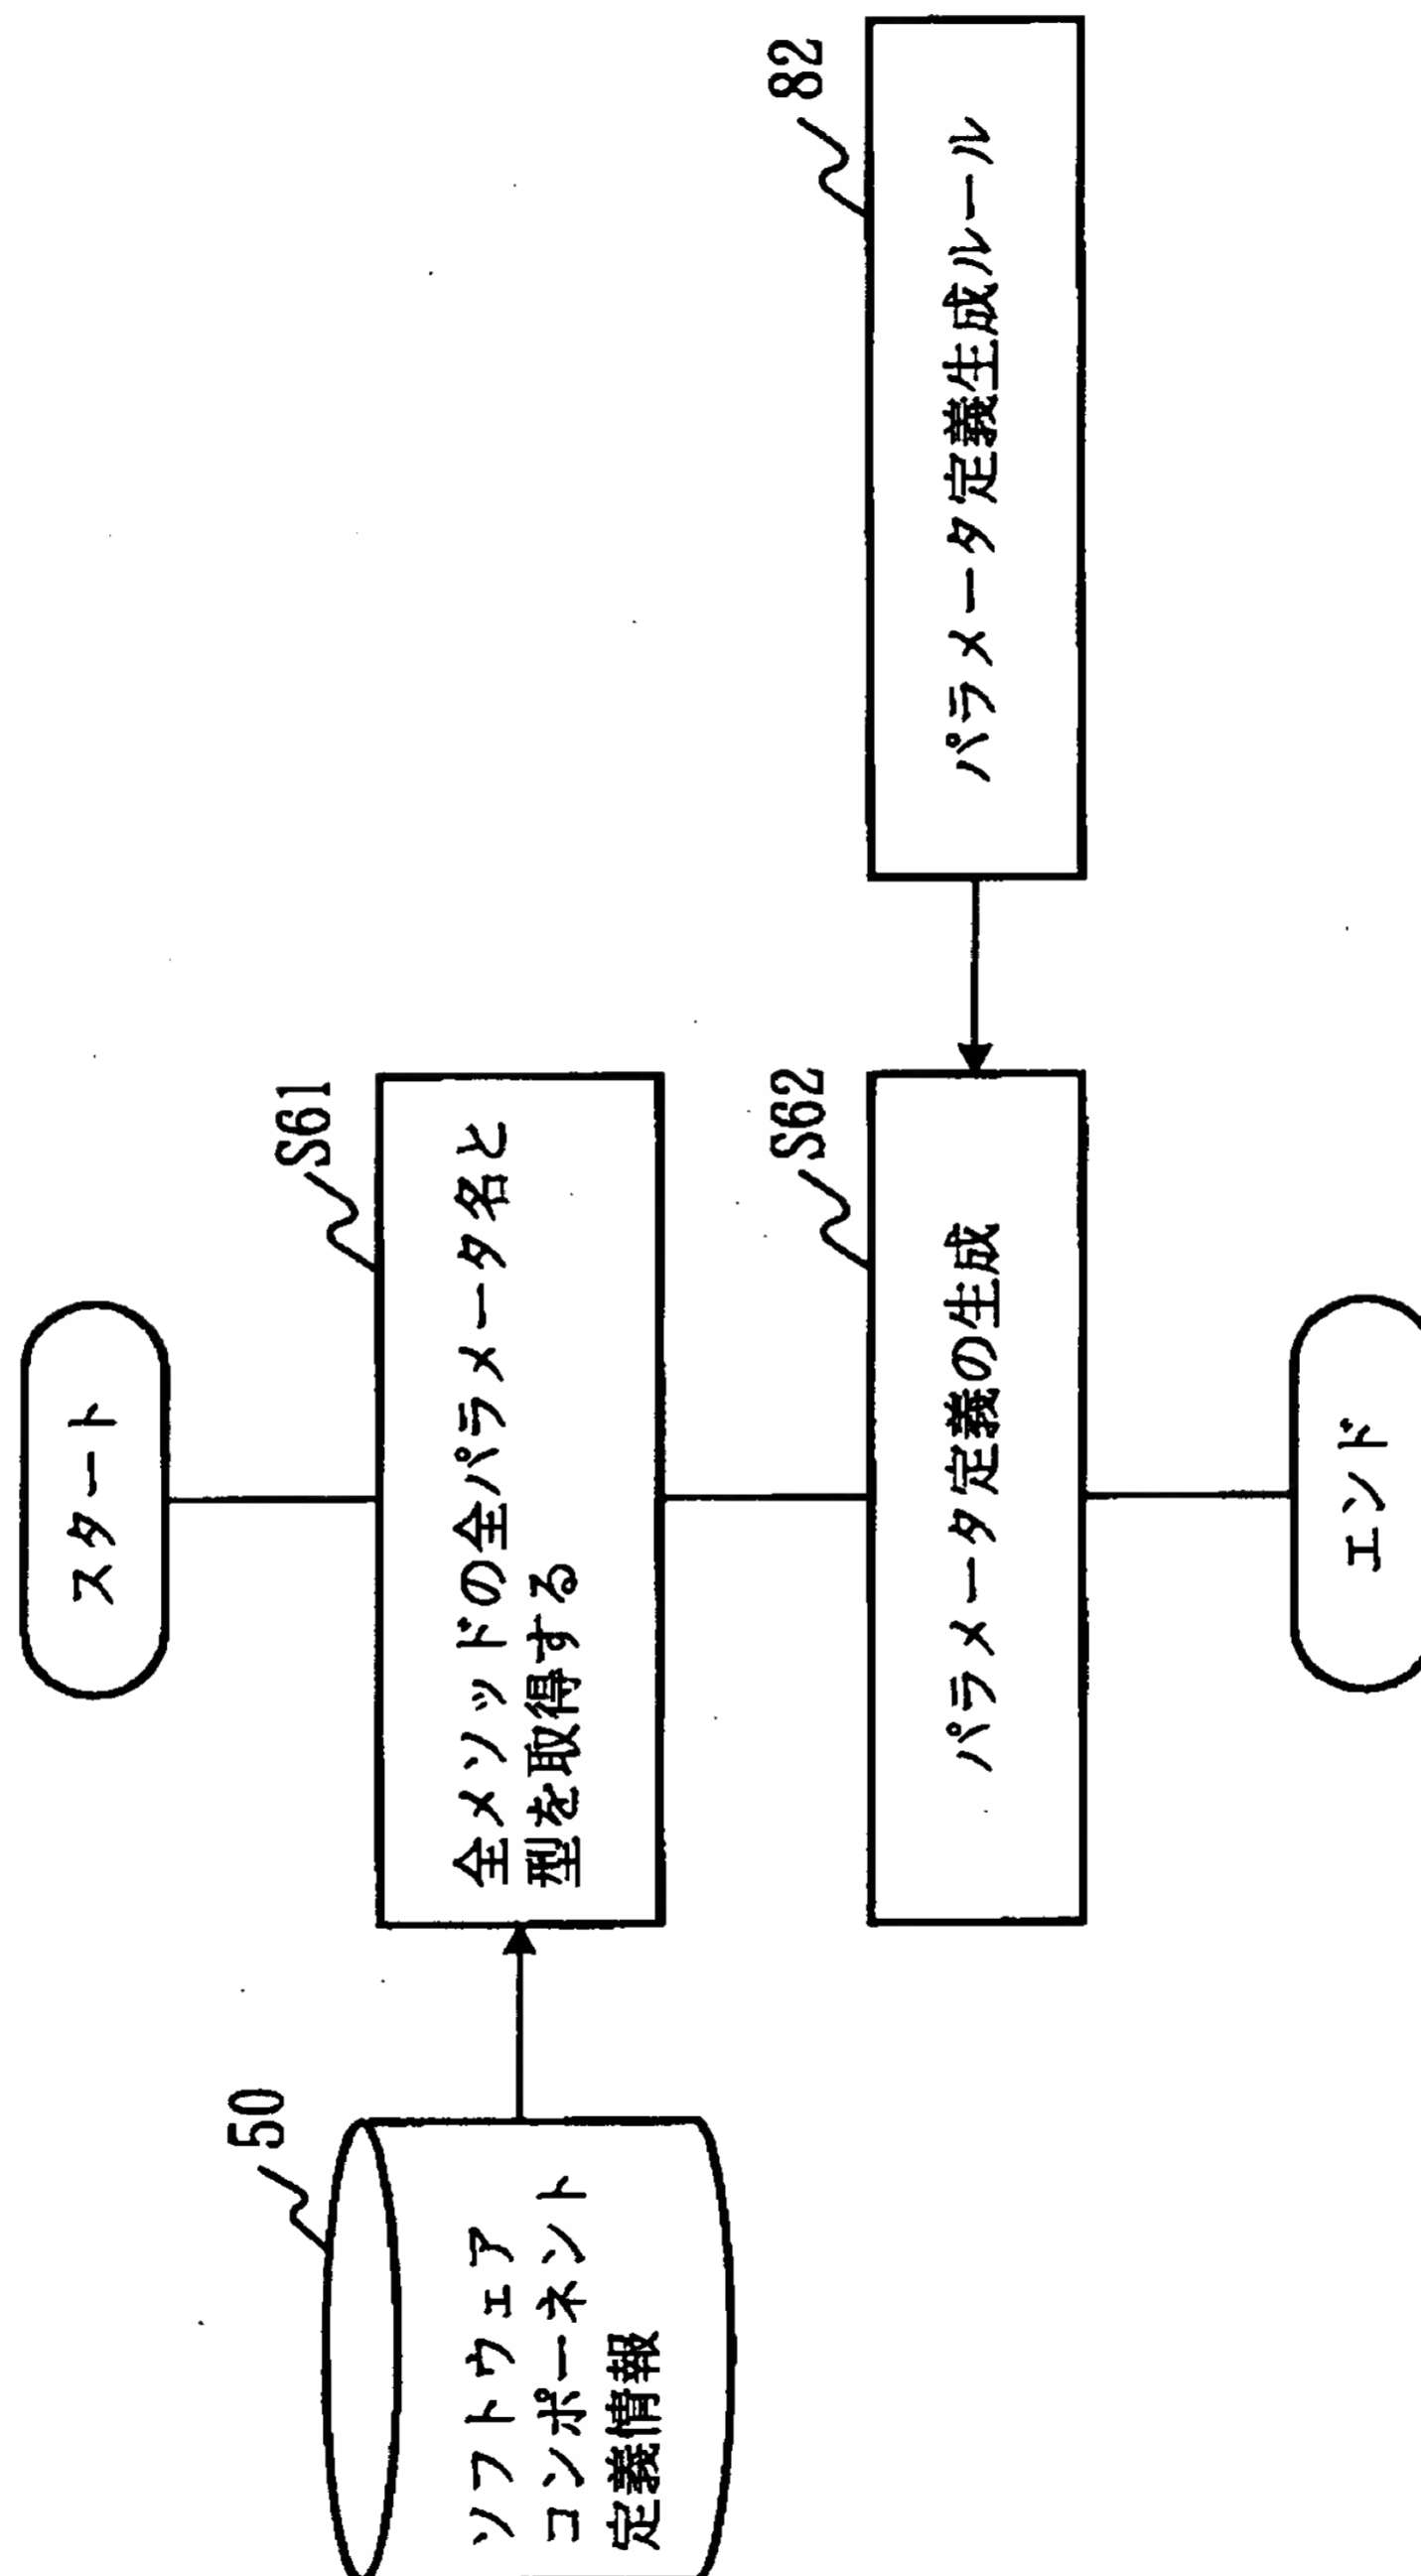 スタート
S61
全メソッドの全パラメータ名と
型を取得する
50
ソフトウェア
コンポーネント
定義情報
S62
パラメータ定義の生成
82
パラメータ定義生成ルール
エンド